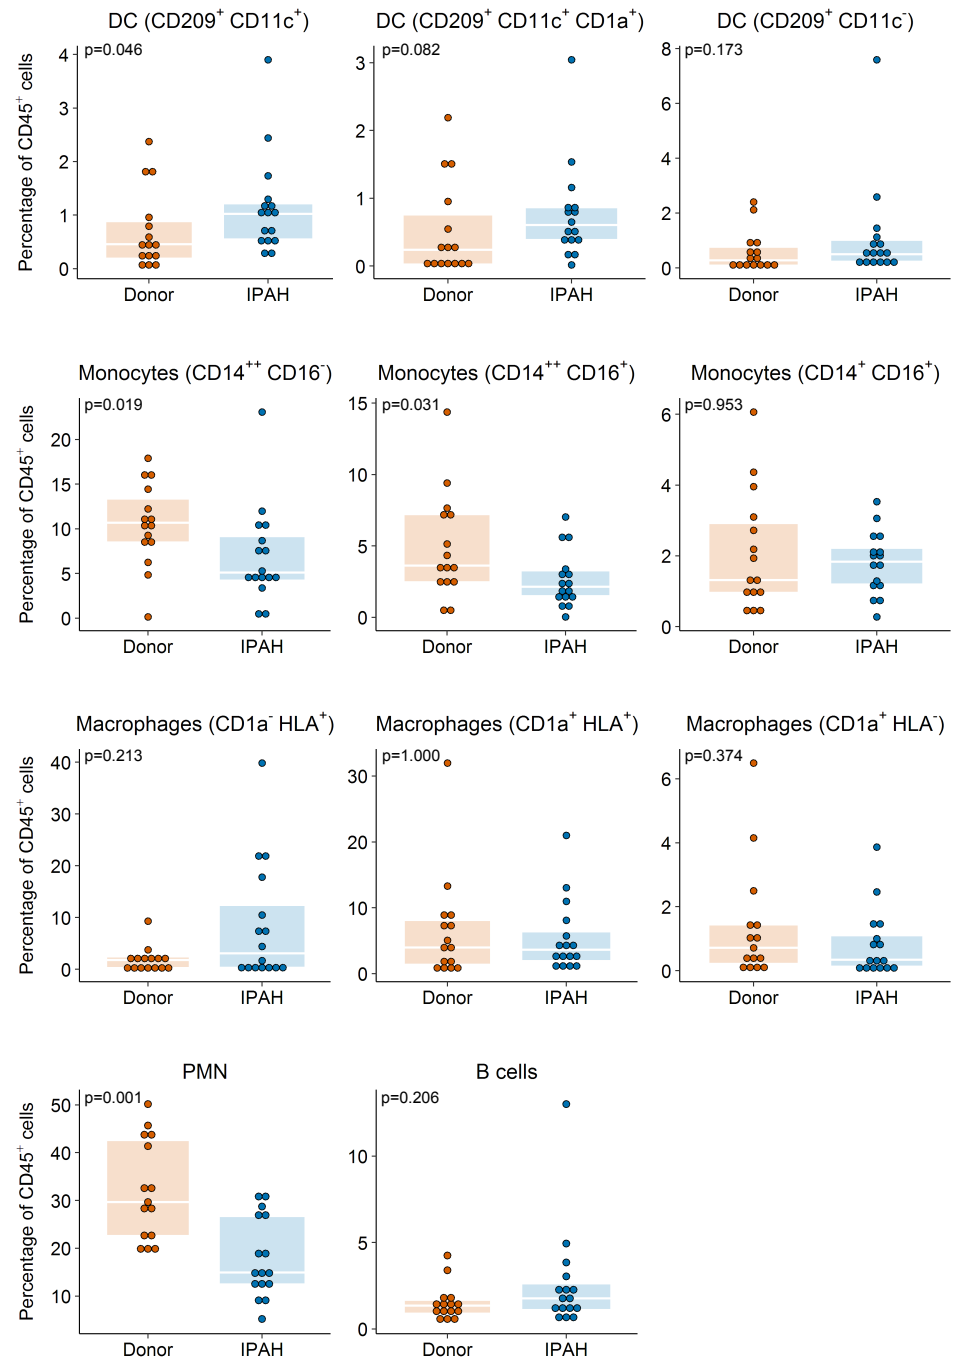 DC (CD209⁺ CD11c⁺)
DC (CD209⁺ CD11c⁺ CD1a⁺)
DC (CD209⁺ CD11c⁻)
Percentage of CD45⁺ cells
p=0.046
4
3
2
1
0
Donor
IPAH
p=0.082
3
2
1
0
Donor
IPAH
p=0.173
8
6
4
2
0
Donor
IPAH
Monocytes (CD14⁺⁺ CD16⁻)
Monocytes (CD14⁺⁺ CD16⁺)
Monocytes (CD14⁺ CD16⁺)
Percentage of CD45⁺ cells
p=0.019
20
15
10
5
0
Donor
IPAH
p=0.031
15
10
5
0
Donor
IPAH
p=0.953
6
4
2
0
Donor
IPAH
Macrophages (CD1a⁻ HLA⁺)
Macrophages (CD1a⁺ HLA⁺)
Macrophages (CD1a⁺ HLA⁻)
Percentage of CD45⁺ cells
p=0.213
40
30
20
10
0
Donor
IPAH
p=1.000
30
20
10
0
Donor
IPAH
p=0.374
6
4
2
0
Donor
IPAH
PMN
B cells
Percentage of CD45⁺ cells
p=0.001
50
40
30
20
10
Donor
IPAH
p=0.206
10
5
0
Donor
IPAH